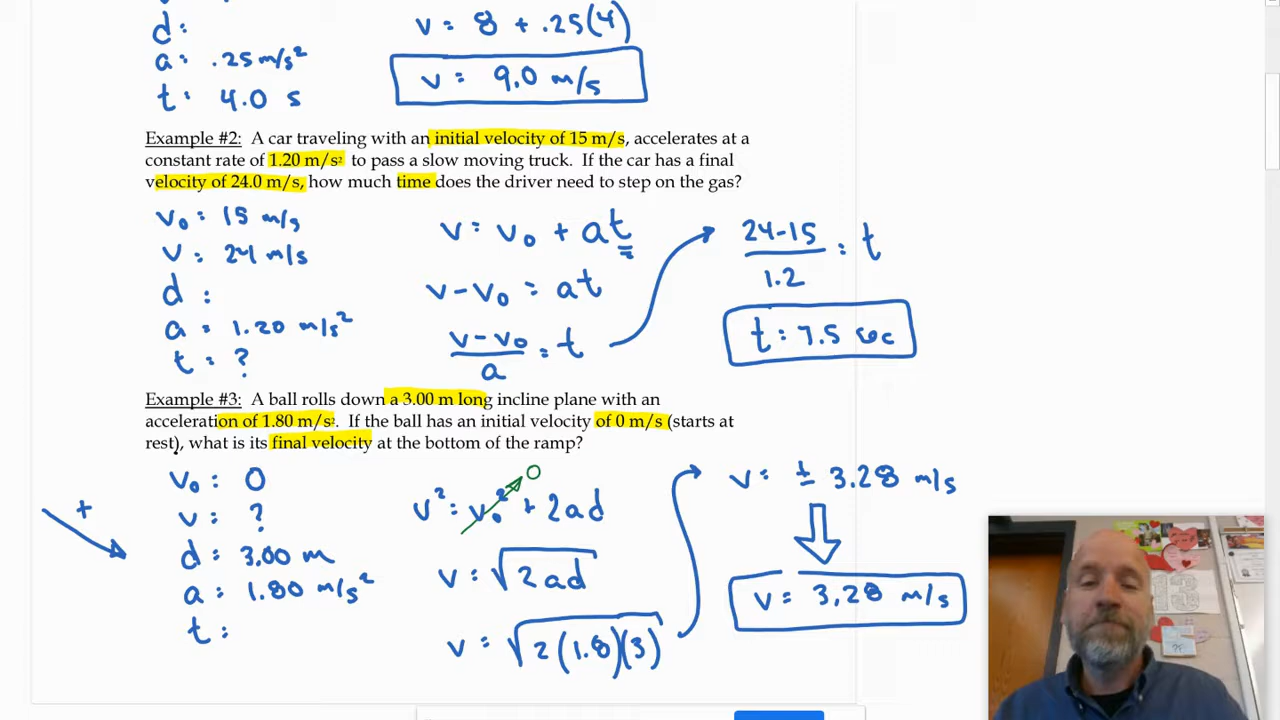 d:
a: .25 m/s²
t: 4.0 s
v = 8 + .25(4)
v = 9.0 m/s
Example #2: A car traveling with an initial velocity of 15 m/s, accelerates at a
constant rate of 1.20 m/s² to pass a slow moving truck. If the car has a final
velocity of 24.0 m/s, how much time does the driver need to step on the gas?
v₀: 15 m/s
v: 24 m/s
d:
a: 1.20 m/s²
t: ?
v = v₀ + at
v - v₀ = at
v - v₀ / a = t
24-15 / 1.2 = t
t: 7.5 sec
Example #3: A ball rolls down a 3.00 m long incline plane with an
acceleration of 1.80 m/s². If the ball has an initial velocity of 0 m/s (starts at
rest), what is its final velocity at the bottom of the ramp?
+
v₀: 0
v: ?
d: 3.00 m
a: 1.80 m/s²
t:
0
v² = v₀² + 2ad
v = √2ad
v = √2(1.8)(3)
v = ± 3.28 m/s
v = 3.28 m/s